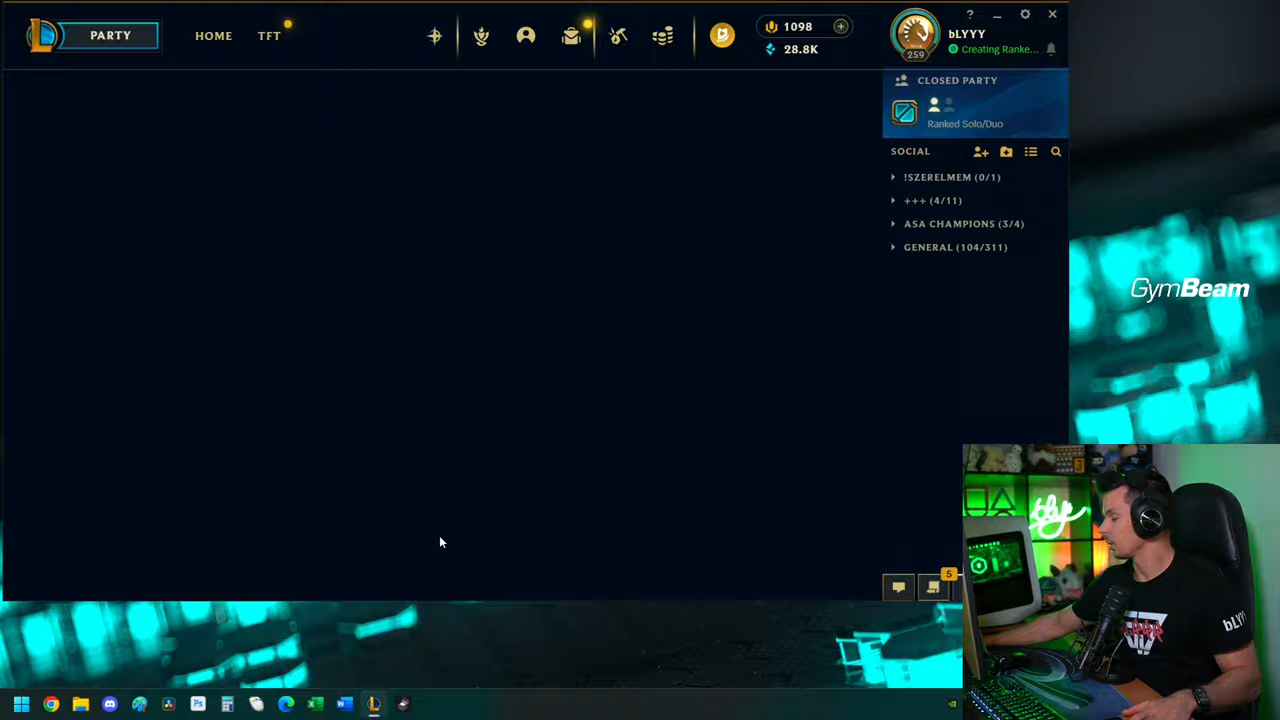 PARTY
HOME
TFT
1098
28.8K
259
bLYYY
Creating Ranke...
CLOSED PARTY
Ranked Solo/Duo
SOCIAL
!SZERELMEM (0/1)
+++ (4/11)
ASA CHAMPIONS (3/4)
GENERAL (104/311)
GymBeam
5
bLYYY